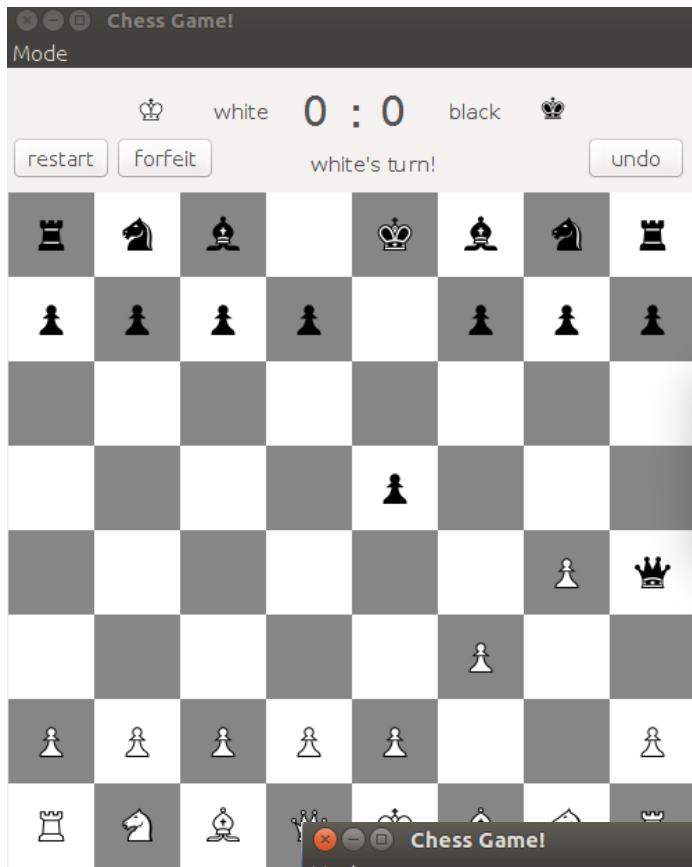 Chess Game!
Mode
white 0 : 0 black
restart forfeit white's turn! undo
Chess Game!